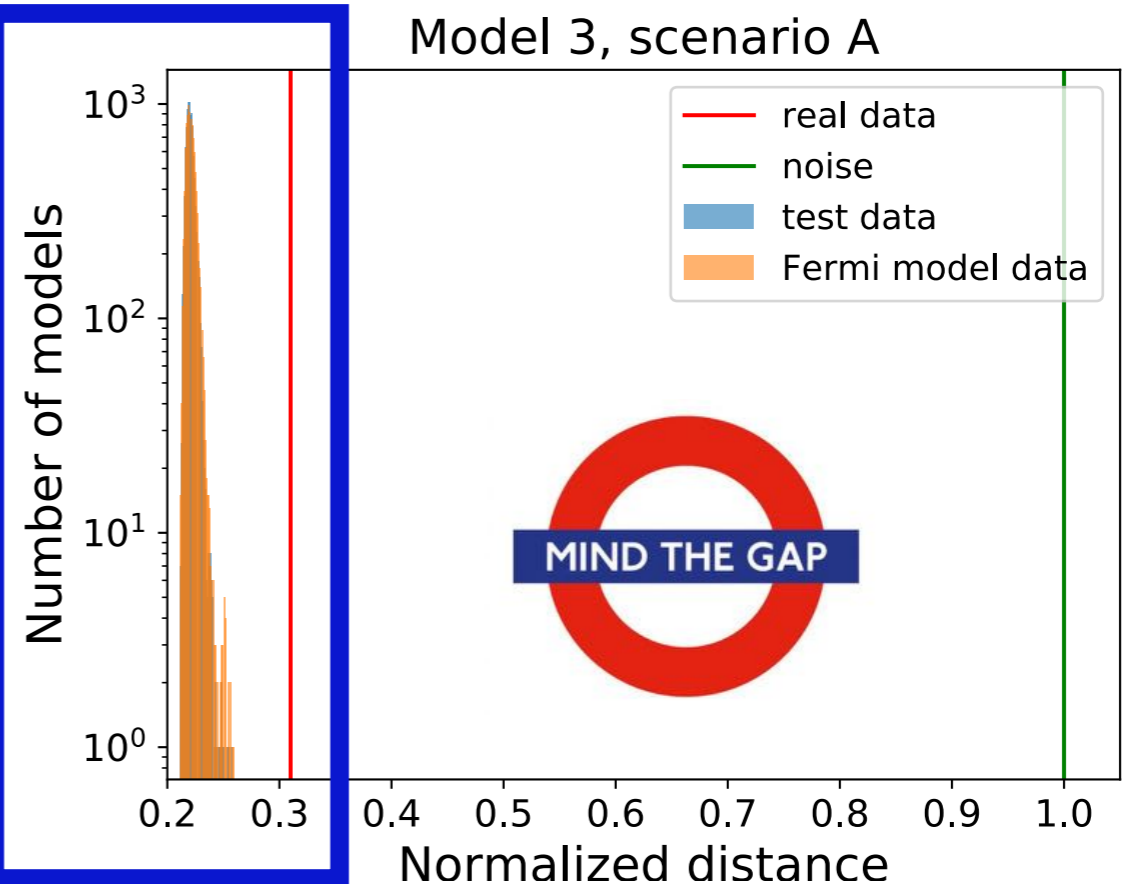 Model 3, scenario A
Number of models
10³
10²
10¹
10⁰
real data
noise
test data
Fermi model data
MIND THE GAP
0.2 0.3 0.4 0.5 0.6 0.7 0.8 0.9 1.0
Normalized distance